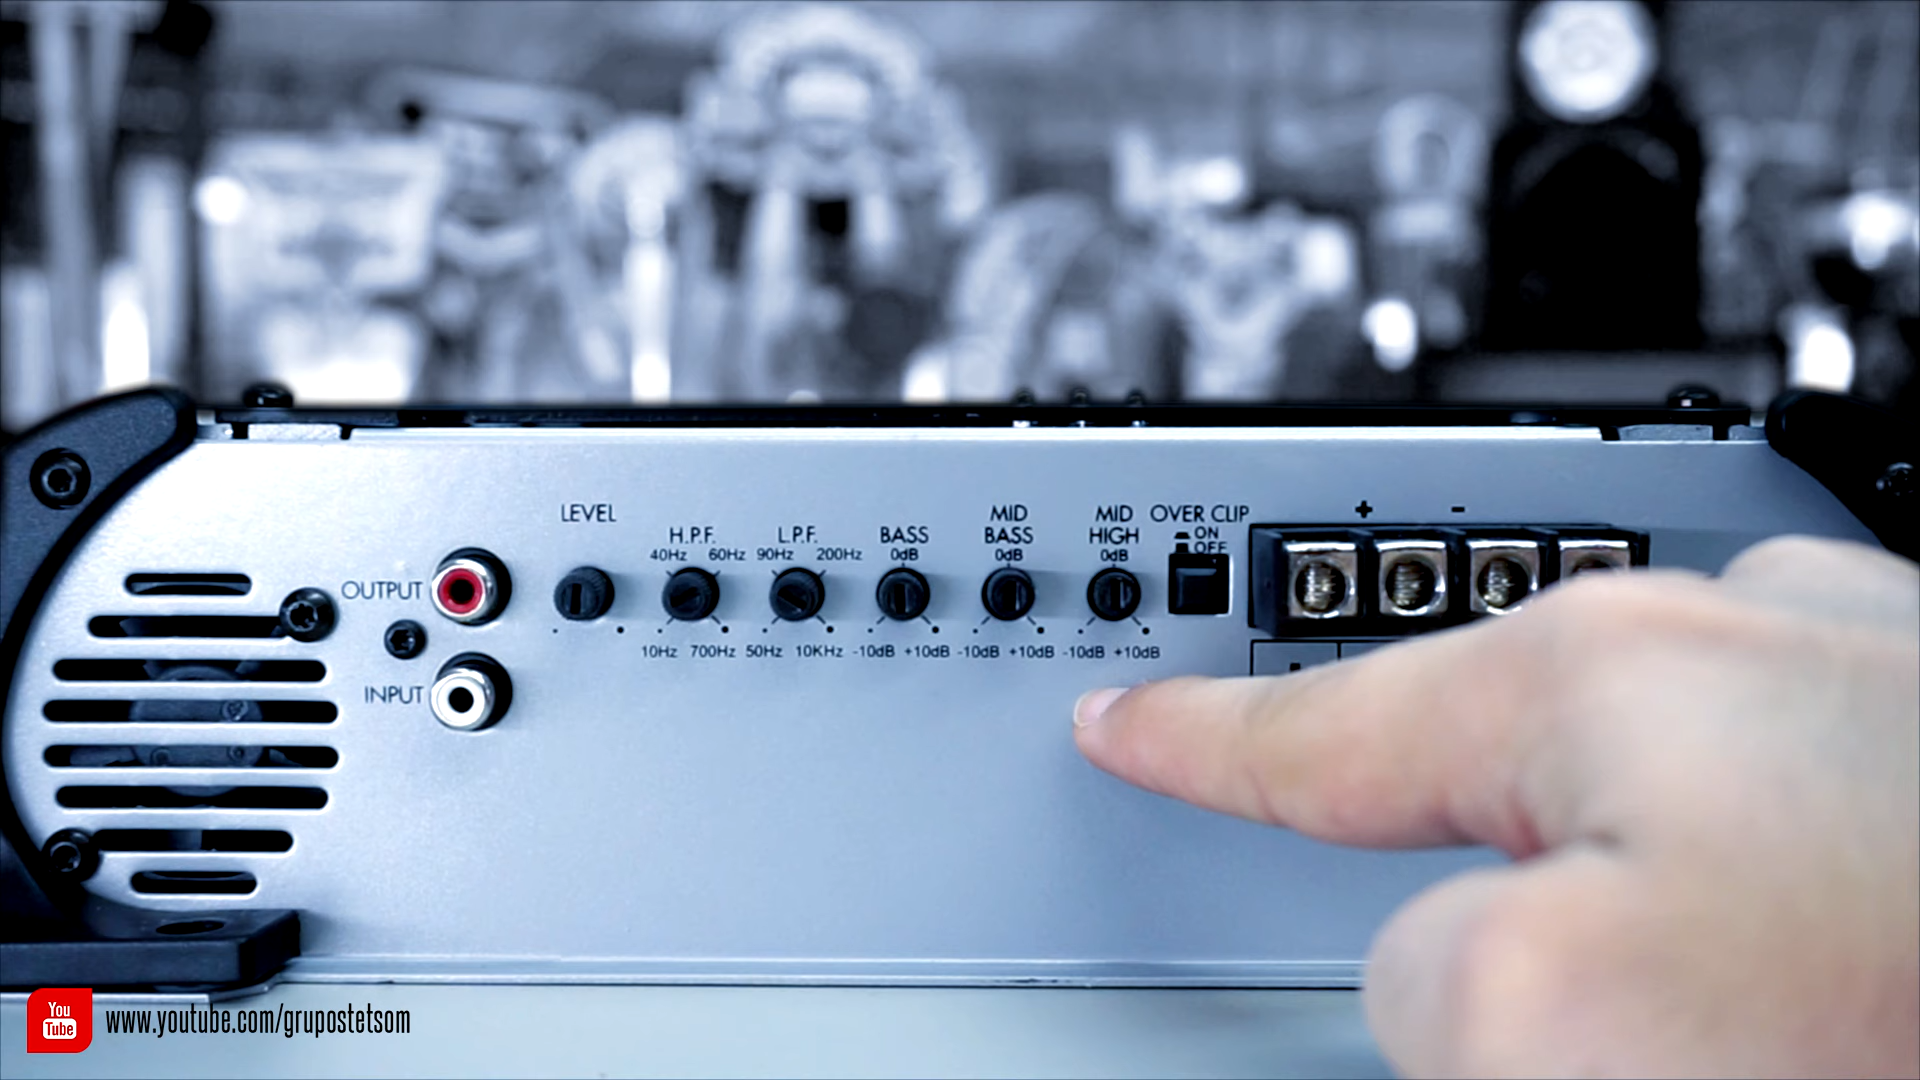 LEVEL
H.P.F.
40Hz 60Hz
10Hz 700Hz
L.P.F.
90Hz 200Hz
50Hz 10KHz
BASS
0dB
-10dB +10dB
MID
BASS
0dB
-10dB +10dB
MID
HIGH
0dB
-10dB +10dB
OVER CLIP
ON
OFF
+ -
OUTPUT
INPUT
You
Tube
www.youtube.com/grupostetsom